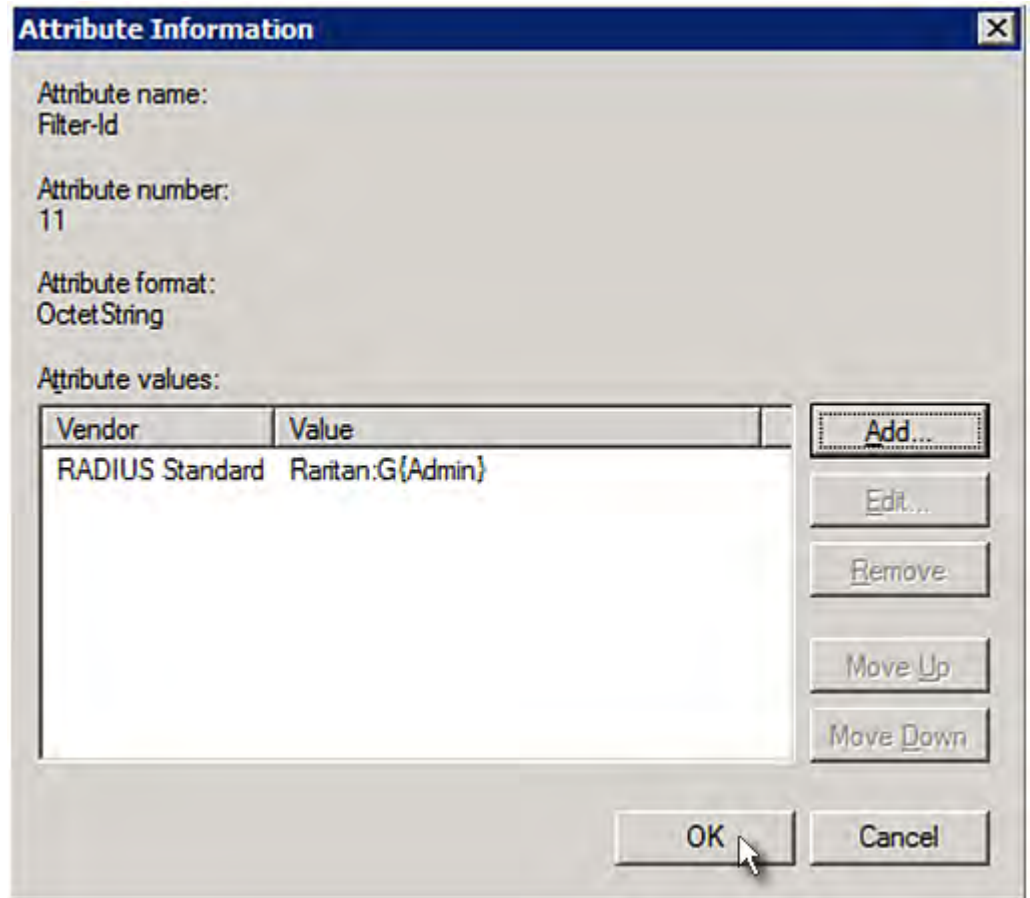 Attribute Information
Attribute name:
Filter-Id
Attribute number:
11
Attribute format:
OctetString
Attribute values:
Vendor Value
RADIUS Standard Raritan:G{Admin}
Add...
Edit...
Remove
Move Up
Move Down
OK Cancel